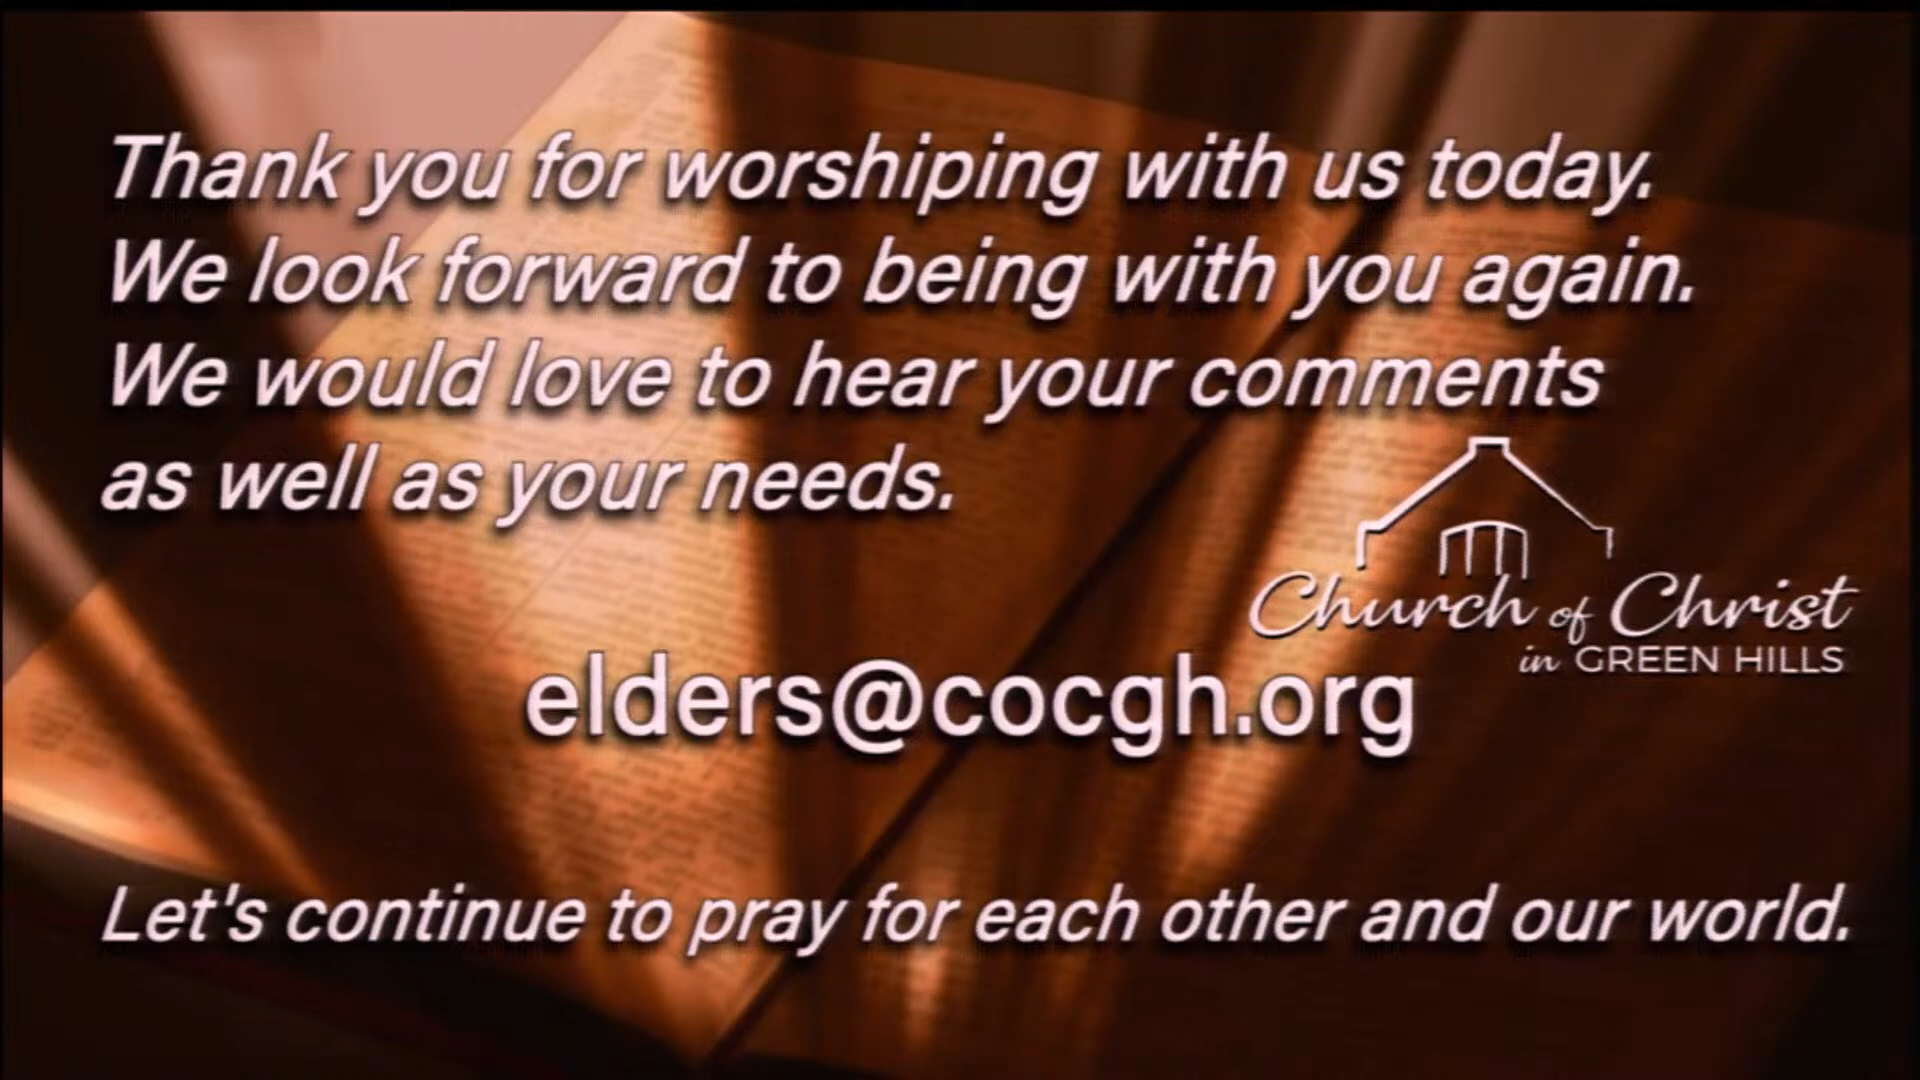 Thank you for worshiping with us today.
We look forward to being with you again.
We would love to hear your comments
as well as your needs.
Church of Christ
in GREEN HILLS
elders@cocgh.org
Let's continue to pray for each other and our world.